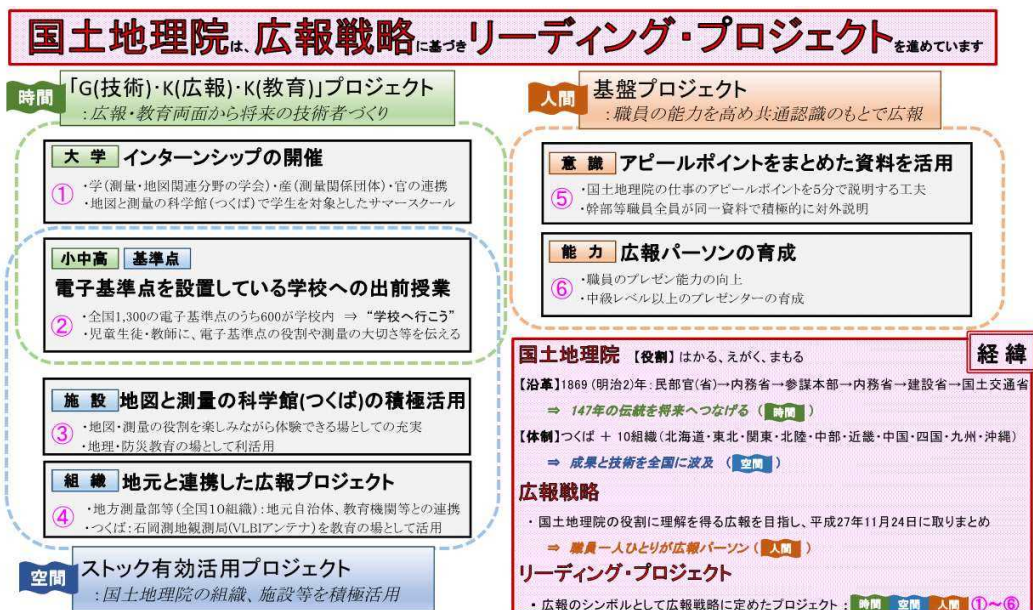 国土地理院は、広報戦略に基づきリーディング・プロジェクトを進めています
時間
「G(技術)・K(広報)・K(教育)」プロジェクト
：広報・教育両面から将来の技術者づくり
大学 インターンシップの開催
①
・学(測量・地図関連分野の学会)・産(測量関係団体)・官の連携
・地図と測量の科学館(つくば)で学生を対象としたサマースクール
小中高 基準点
電子基準点を設置している学校への出前授業
②
・全国1,300の電子基準点のうち600が学校内 ⇒ “学校へ行こう”
・児童生徒・教師に、電子基準点の役割や測量の大切さ等を伝える
施設 地図と測量の科学館(つくば)の積極活用
③
・地図・測量の役割を楽しみながら体験できる場としての充実
・地理・防災教育の場として利活用
組織 地元と連携した広報プロジェクト
④
・地方測量部等(全国10組織)：地元自治体、教育機関等との連携
・つくば：石岡測地観測局(VLBIアンテナ)を教育の場として活用
空間
ストック有効活用プロジェクト
：国土地理院の組織、施設等を積極活用
人間
基盤プロジェクト
：職員の能力を高め共通認識のもとで広報
意識 アピールポイントをまとめた資料を活用
⑤
・国土地理院の仕事のアピールポイントを5分で説明する工夫
・幹部等職員全員が同一資料で積極的に対外説明
能力 広報パーソンの育成
⑥
・職員のプレゼン能力の向上
・中級レベル以上のプレゼンターの育成
経緯
国土地理院 【役割】はかる、えがく、まもる
【沿革】1869(明治2)年：民部官(省)→内務省→参謀本部→内務省→建設省→国土交通省
⇒ 147年の伝統を将来へつなげる（時間）
【体制】つくば ＋ 10組織(北海道・東北・関東・北陸・中部・近畿・中国・四国・九州・沖縄)
⇒ 成果と技術を全国に波及（空間）
広報戦略
・国土地理院の役割に理解を得る広報を目指し、平成27年11月24日に取りまとめ
⇒ 職員一人ひとりが広報パーソン（人間）
リーディング・プロジェクト
・広報のシンボルとして広報戦略に定めたプロジェクト：時間 空間 人間 ①～⑥